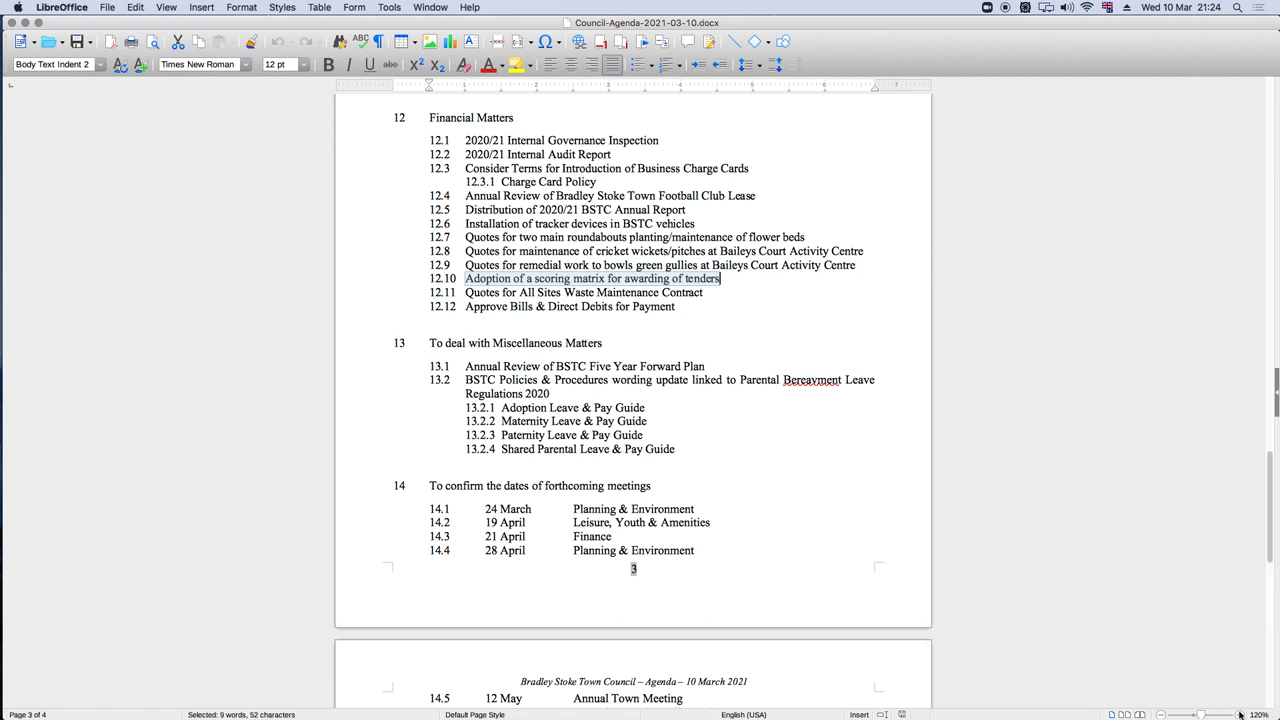 LibreOffice File Edit View Insert Format Styles Table Form Tools Window Help Wed 10 Mar 21:24
Council-Agenda-2021-03-10.docx
Body Text Indent 2 Times New Roman 12 pt
1 2 3 4 5 6 7
12 Financial Matters
12.1 2020/21 Internal Governance Inspection
12.2 2020/21 Internal Audit Report
12.3 Consider Terms for Introduction of Business Charge Cards
12.3.1 Charge Card Policy
12.4 Annual Review of Bradley Stoke Town Football Club Lease
12.5 Distribution of 2020/21 BSTC Annual Report
12.6 Installation of tracker devices in BSTC vehicles
12.7 Quotes for two main roundabouts planting/maintenance of flower beds
12.8 Quotes for maintenance of cricket wickets/pitches at Baileys Court Activity Centre
12.9 Quotes for remedial work to bowls green gullies at Baileys Court Activity Centre
12.10 Adoption of a scoring matrix for awarding of tenders
12.11 Quotes for All Sites Waste Maintenance Contract
12.12 Approve Bills & Direct Debits for Payment
13 To deal with Miscellaneous Matters
13.1 Annual Review of BSTC Five Year Forward Plan
13.2 BSTC Policies & Procedures wording update linked to Parental Bereavment Leave
Regulations 2020
13.2.1 Adoption Leave & Pay Guide
13.2.2 Maternity Leave & Pay Guide
13.2.3 Paternity Leave & Pay Guide
13.2.4 Shared Parental Leave & Pay Guide
14 To confirm the dates of forthcoming meetings
14.1 24 March Planning & Environment
14.2 19 April Leisure, Youth & Amenities
14.3 21 April Finance
14.4 28 April Planning & Environment
3
Bradley Stoke Town Council – Agenda – 10 March 2021
14.5 12 May Annual Town Meeting
Page 3 of 4 Selected: 9 words, 52 characters Default Page Style English (USA) Insert 120%